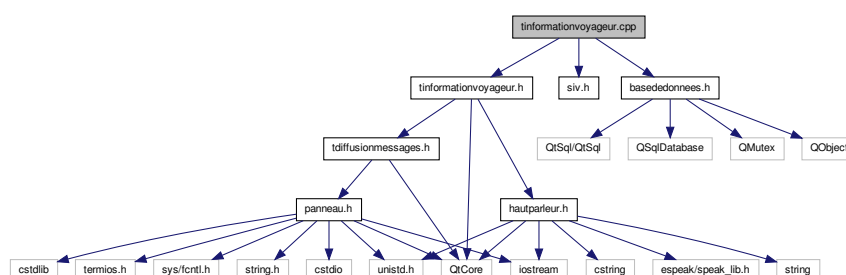 tinformationvoyageur.cpp
tinformationvoyageur.h
siv.h
basededonnees.h
tdiffusionmessages.h
QtSql/QtSql
QSqlDatabase
QMutex
QObject
panneau.h
hautparleur.h
cstdlib
termios.h
sys/fcntl.h
string.h
cstdio
unistd.h
QtCore
iostream
cstring
espeak/speak_lib.h
string